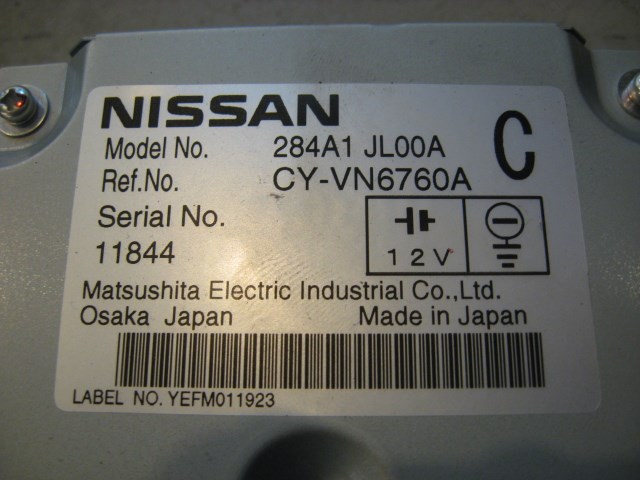 NISSAN
C
Model No. 284A1 JL00A
Ref.No. CY-VN6760A
Serial No.
11844
12V
Matsushita Electric Industrial Co.,Ltd.
Osaka Japan Made in Japan
LABEL NO. YEFM011923